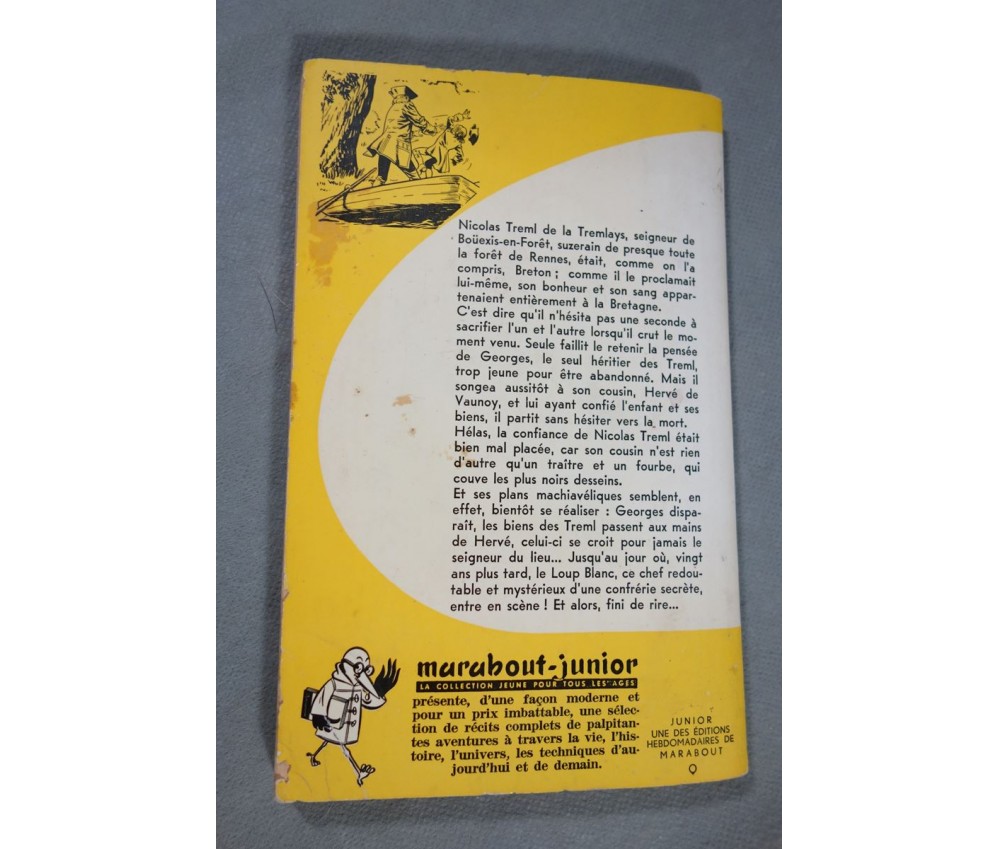 Nicolas Treml de la Tremlays, seigneur de
Boüexis-en-Forêt, suzerain de presque toute
la forêt de Rennes, était, comme on l'a
compris, Breton ; comme il le proclamait
lui-même, son bonheur et son sang appar-
tenaient entièrement à la Bretagne.
C'est dire qu'il n'hésita pas une seconde à
sacrifier l'un et l'autre lorsqu'il crut le mo-
ment venu. Seule faillit le retenir la pensée
de Georges, le seul héritier des Treml,
trop jeune pour être abandonné. Mais il
songea aussitôt à son cousin, Hervé de
Vaunoy, et lui ayant confié l'enfant et ses
biens, il partit sans hésiter vers la mort.
Hélas, la confiance de Nicolas Treml était
bien mal placée, car son cousin n'est rien
d'autre qu'un traître et un fourbe, qui
couve les plus noirs desseins.
Et ses plans machiavéliques semblent, en
effet, bientôt se réaliser : Georges dispa-
raît, les biens des Treml passent aux mains
de Hervé, celui-ci se croit pour jamais le
seigneur du lieu... Jusqu'au jour où, vingt
ans plus tard, le Loup Blanc, ce chef redou-
table et mystérieux d'une confrérie secrète,
entre en scène ! Et alors, fini de rire...
marabout-junior
LA COLLECTION JEUNE POUR TOUS LES AGES
présente, d'une façon moderne et
pour un prix imbattable, une sélec-
tion de récits complets de palpitan-
tes aventures à travers la vie, l'his-
toire, l'univers, les techniques d'au-
jourd'hui et de demain.
JUNIOR
UNE DES ÉDITIONS
HEBDOMADAIRES DE
MARABOUT